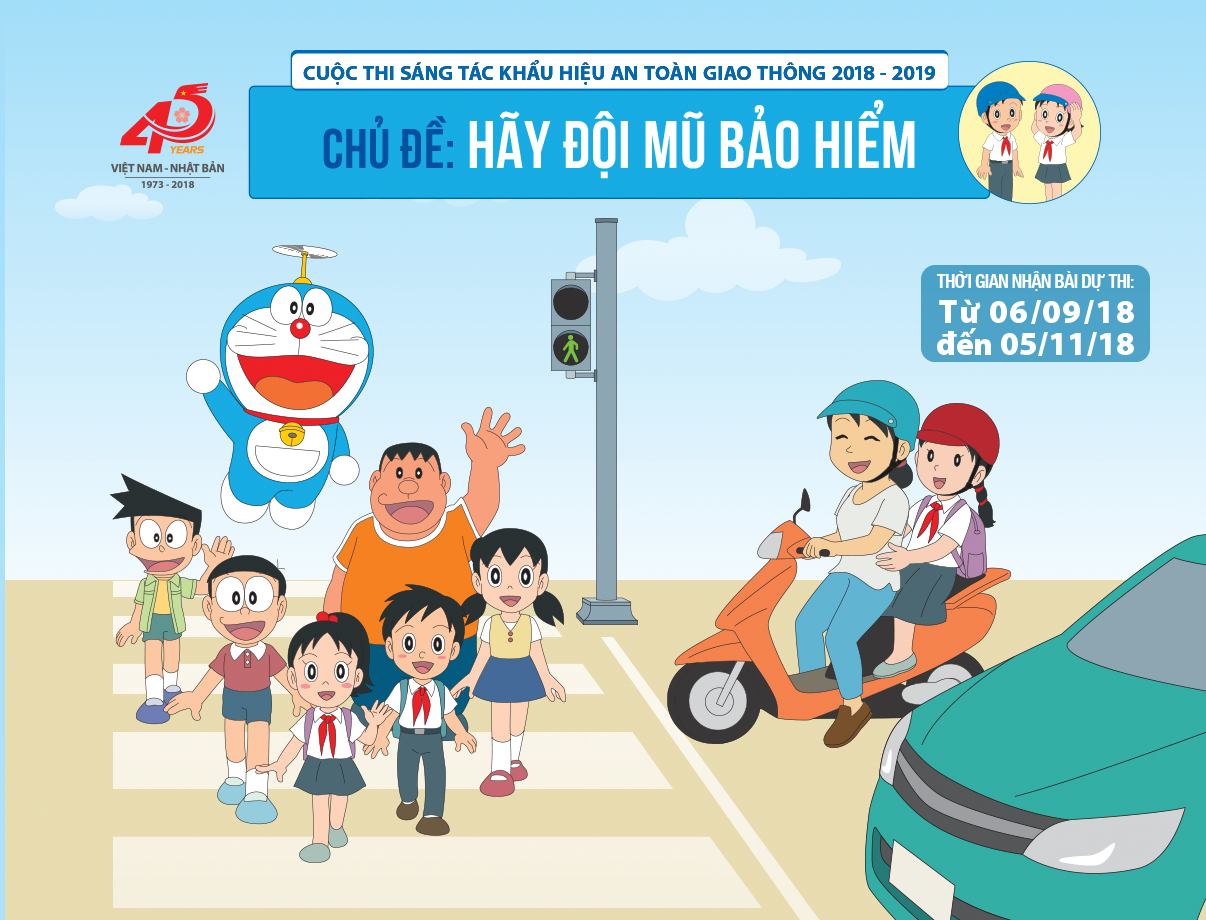 CUỘC THI SÁNG TÁC KHẨU HIỆU AN TOÀN GIAO THÔNG 2018 - 2019
CHỦ ĐỀ: HÃY ĐỘI MŨ BẢO HIỂM
45
YEARS
VIỆT NAM - NHẬT BẢN
1973 - 2018
THỜI GIAN NHẬN BÀI DỰ THI:
Từ 06/09/18
đến 05/11/18